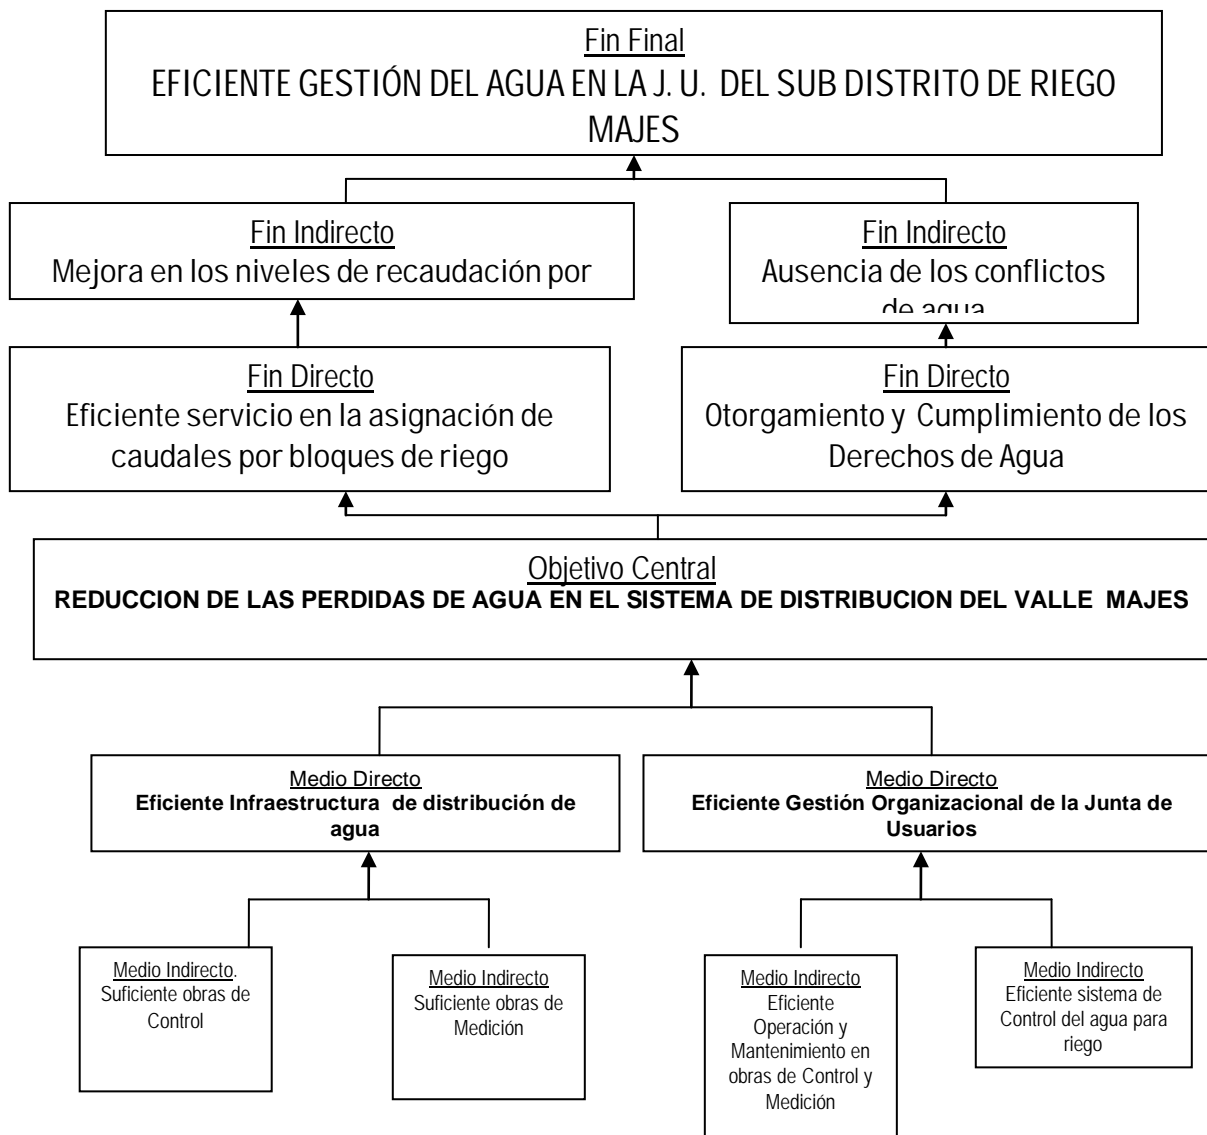 Fin Final
EFICIENTE GESTIÓN DEL AGUA EN LA J. U. DEL SUB DISTRITO DE RIEGO
MAJES
Fin Indirecto
Mejora en los niveles de recaudación por
Fin Indirecto
Ausencia de los conflictos
de agua
Fin Directo
Eficiente servicio en la asignación de
caudales por bloques de riego
Fin Directo
Otorgamiento y Cumplimiento de los
Derechos de Agua
Objetivo Central
REDUCCION DE LAS PERDIDAS DE AGUA EN EL SISTEMA DE DISTRIBUCION DEL VALLE MAJES
Medio Directo
Eficiente Infraestructura de distribución de
agua
Medio Directo
Eficiente Gestión Organizacional de la Junta de
Usuarios
Medio Indirecto.
Suficiente obras de
Control
Medio Indirecto
Suficiente obras de
Medición
Medio Indirecto
Eficiente
Operación y
Mantenimiento en
obras de Control y
Medición
Medio Indirecto
Eficiente sistema de
Control del agua para
riego